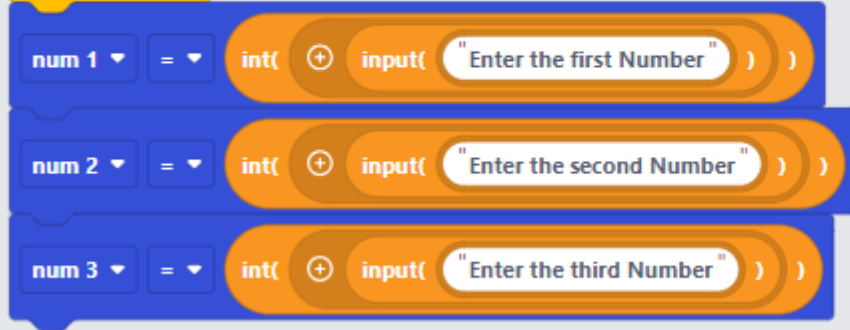 num 1 = int( input( "Enter the first Number" ) )
num 2 = int( input( "Enter the second Number" ) )
num 3 = int( input( "Enter the third Number" ) )